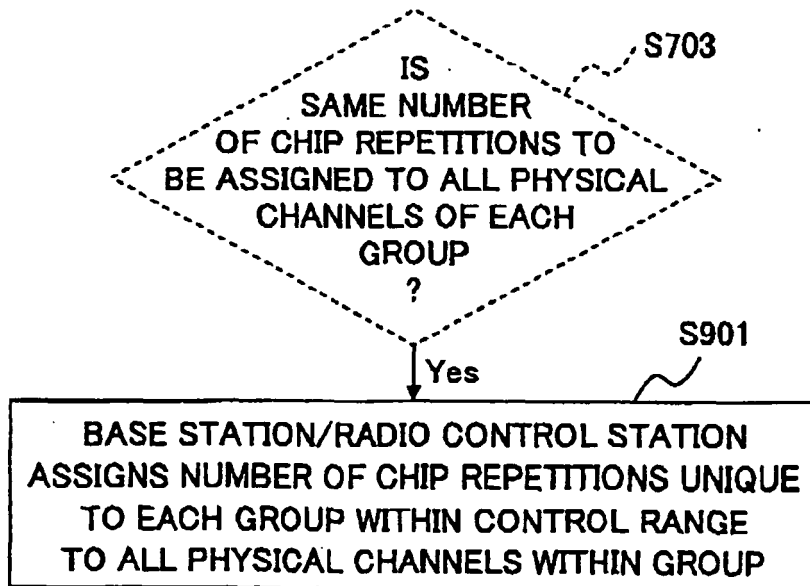 S703
IS
SAME NUMBER
OF CHIP REPETITIONS TO
BE ASSIGNED TO ALL PHYSICAL
CHANNELS OF EACH
GROUP
?
Yes
S901
BASE STATION/RADIO CONTROL STATION
ASSIGNS NUMBER OF CHIP REPETITIONS UNIQUE
TO EACH GROUP WITHIN CONTROL RANGE
TO ALL PHYSICAL CHANNELS WITHIN GROUP